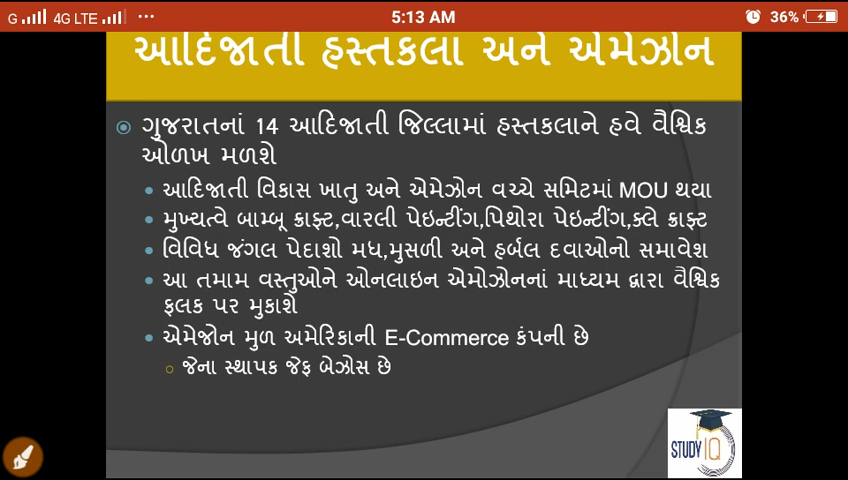 G 4G LTE ... 5:13 AM 36%
આદિજાતી હસ્તકલા અને એમેઝોન
ગુજરાતનાં 14 આદિજાતી જિલ્લામાં હસ્તકલાને હવે વૈશ્વિક
ઓળખ મળશે
આદિજાતી વિકાસ ખાતુ અને એમેઝોન વચ્ચે સમિટમાં MOU થયા
મુખ્યત્વે બામ્બૂ ક્રાફ્ટ,વારલી પેઇન્ટીંગ,પિથોરા પેઇન્ટીંગ,ક્લે ક્રાફ્ટ
વિવિધ જંગલ પેદાશો મધ,મુસળી અને હર્બલ દવાઓનો સમાવેશ
આ તમામ વસ્તુઓને ઓનલાઇન એમોઝોનનાં માધ્યમ દ્વારા વૈશ્વિક
ફલક પર મુકાશે
એમેજોન મુળ અમેરિકાની E-Commerce કંપની છે
જેના સ્થાપક જેફ બેઝોસ છે
STUDY IQ